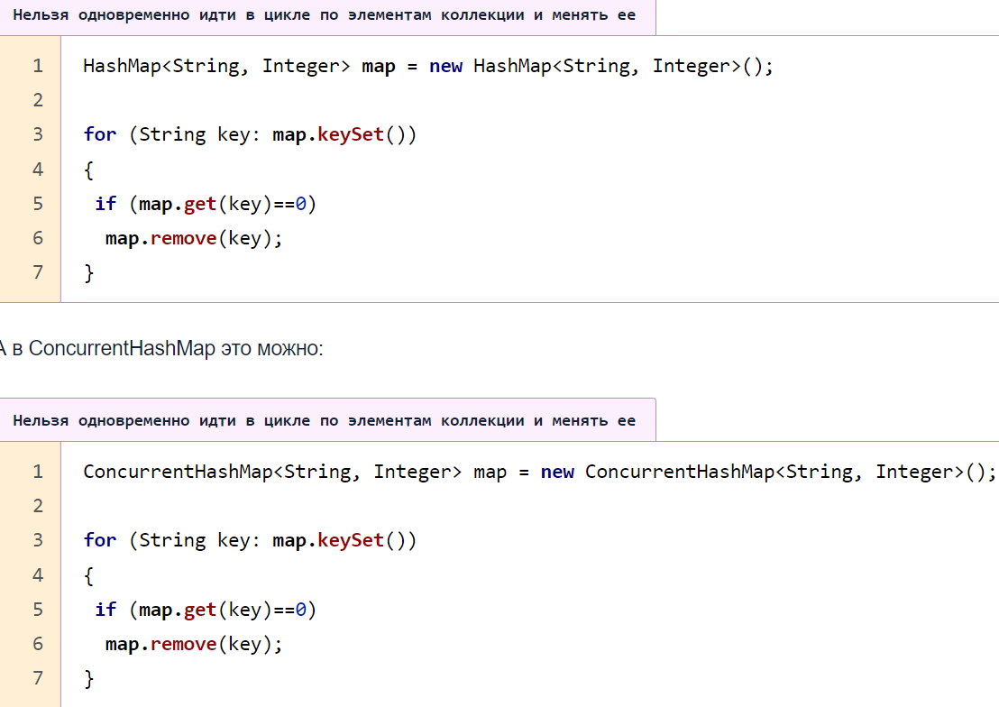 Нельзя одновременно идти в цикле по элементам коллекции и менять ее
1 HashMap<String, Integer> map = new HashMap<String, Integer>();
2
3 for (String key: map.keySet())
4 {
5 if (map.get(key)==0)
6 map.remove(key);
7 }
А в ConcurrentHashMap это можно:
Нельзя одновременно идти в цикле по элементам коллекции и менять ее
1 ConcurrentHashMap<String, Integer> map = new ConcurrentHashMap<String, Integer>();
2
3 for (String key: map.keySet())
4 {
5 if (map.get(key)==0)
6 map.remove(key);
7 }